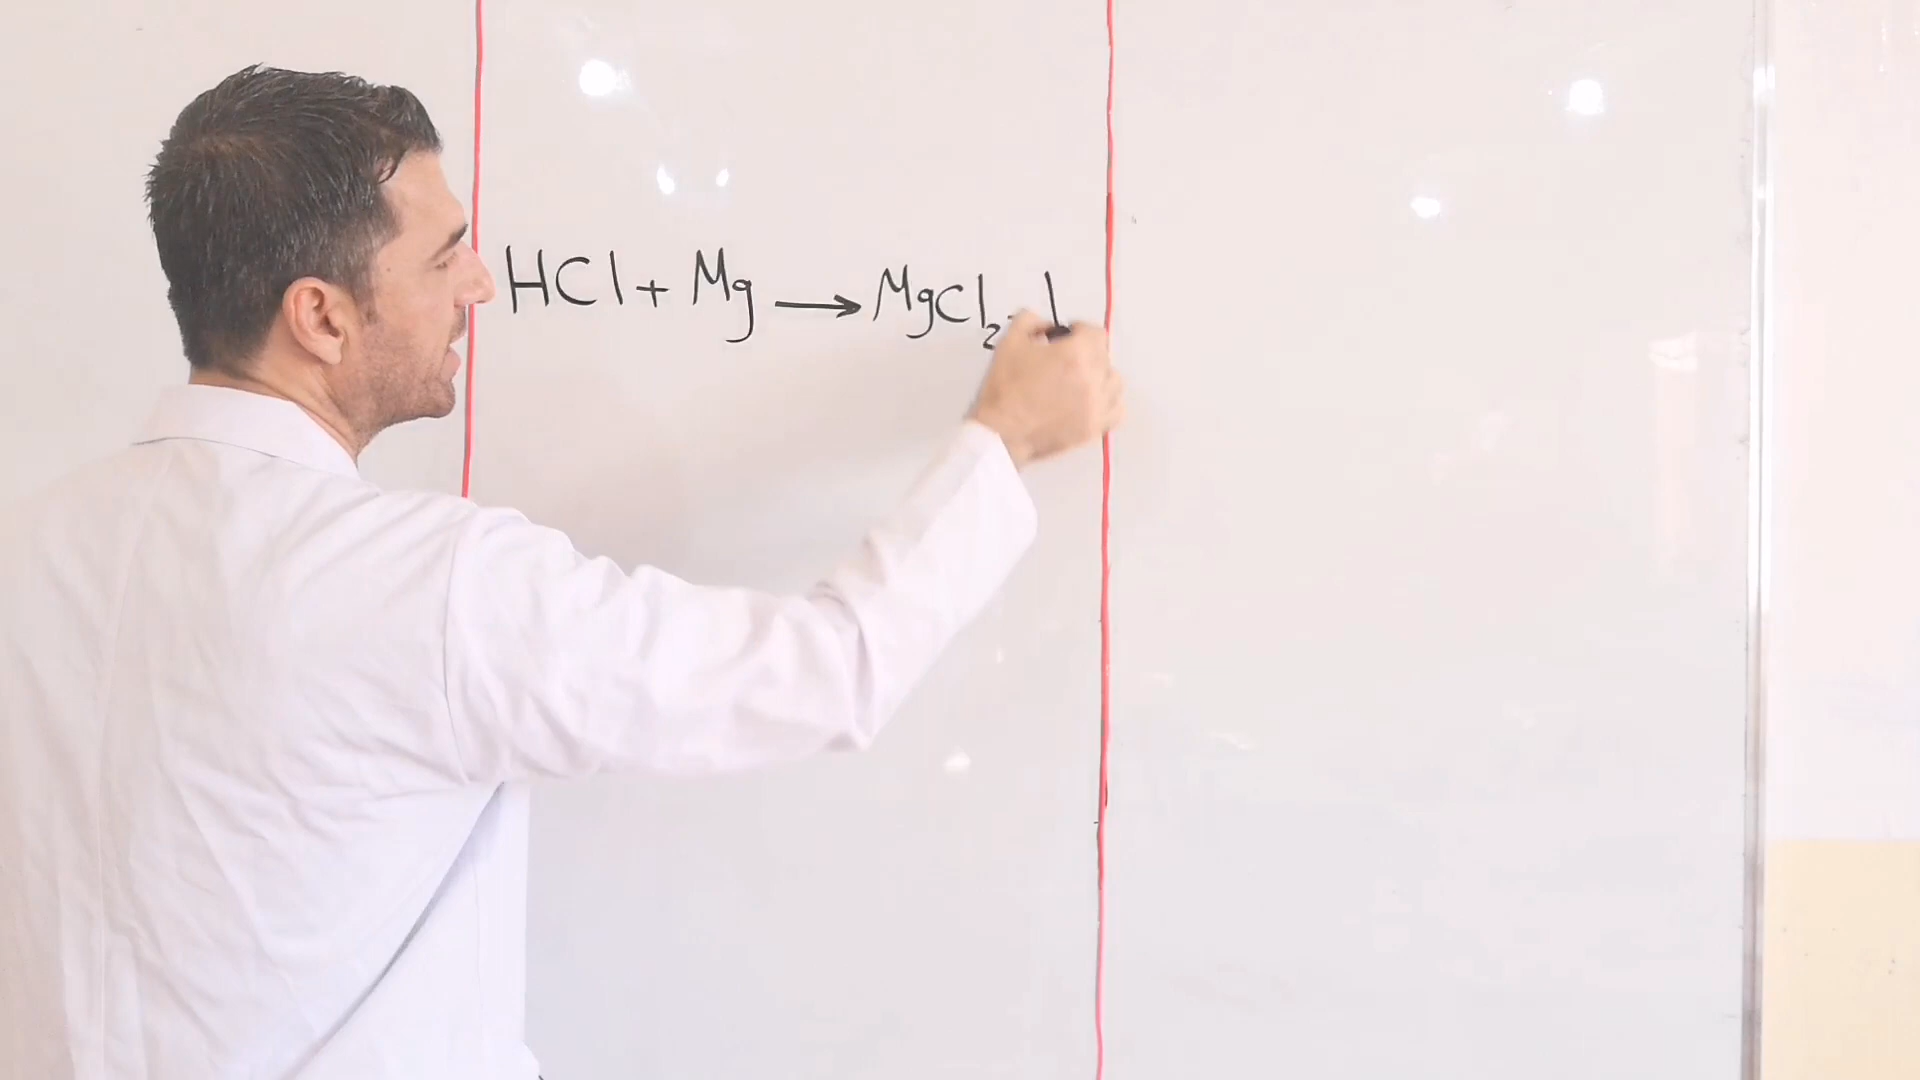 HCl + Mg → MgCl₂